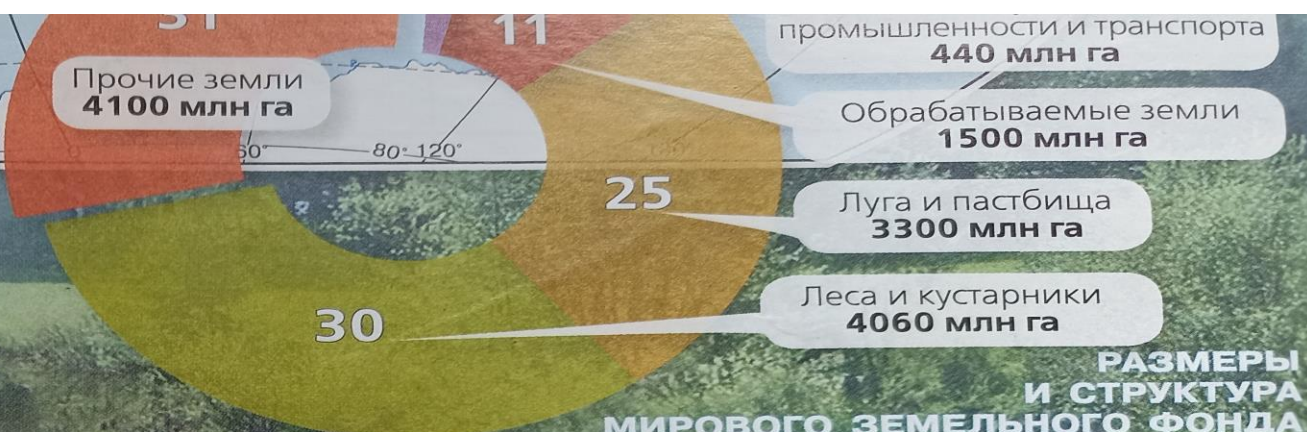 31
11
промышленности и транспорта
440 млн га
Прочие земли
4100 млн га
Обрабатываемые земли
1500 млн га
80° 120°
25
Луга и пастбища
3300 млн га
30
Леса и кустарники
4060 млн га
РАЗМЕРЫ
И СТРУКТУРА
МИРОВОГО ЗЕМЕЛЬНОГО ФОНДА